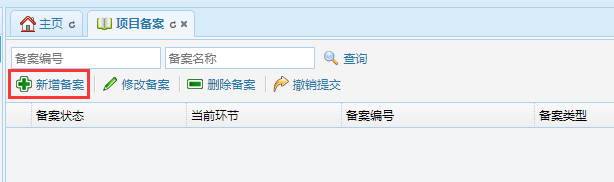 主页 项目备案
备案编号 备案名称 查询
新增备案 修改备案 删除备案 撤销提交
备案状态 当前环节 备案编号 备案类型